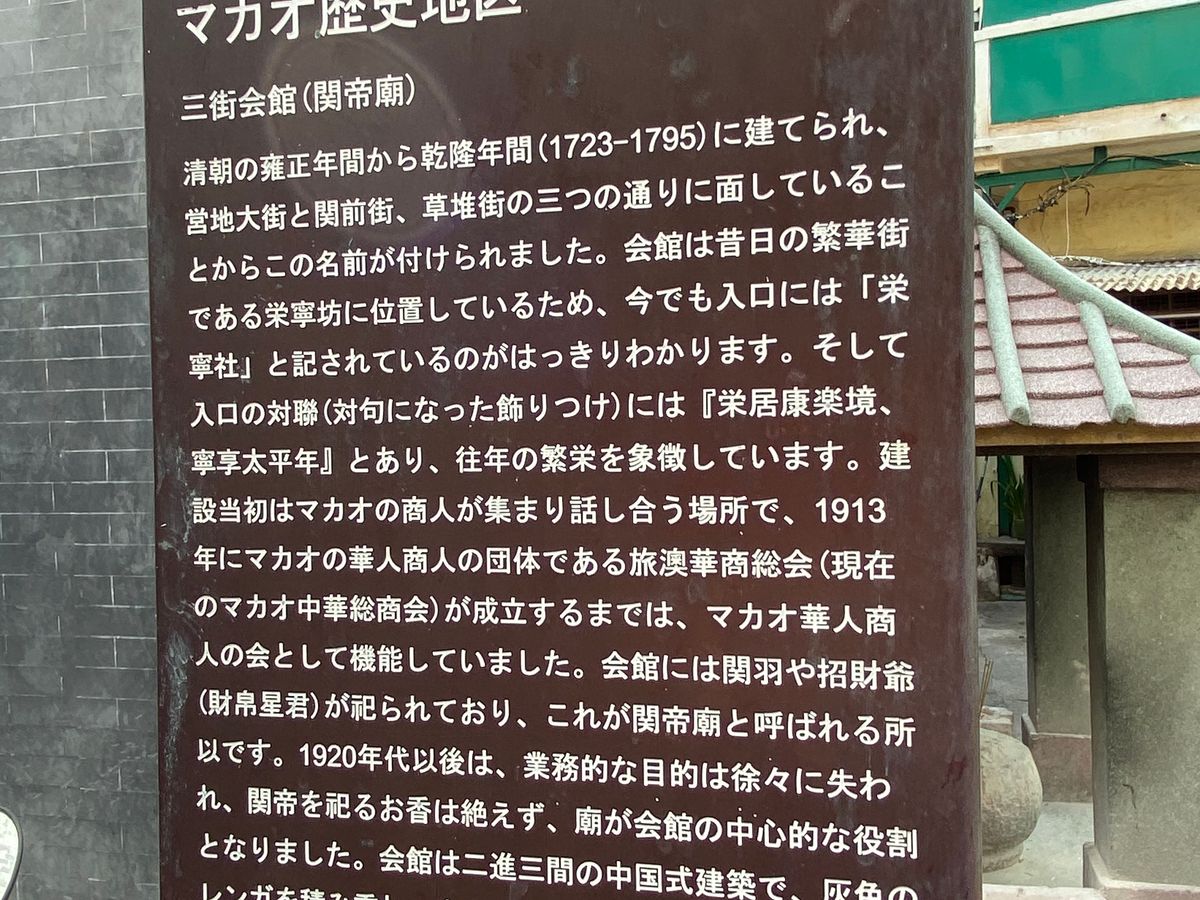 マカオ歴史地区
三街会館(関帝廟)
清朝の雍正年間から乾隆年間(1723-1795)に建てられ、
営地大街と関前街、草堆街の三つの通りに面しているこ
とからこの名前が付けられました。会館は昔日の繁華街
である栄寧坊に位置しているため、今でも入口には「栄
寧社」と記されているのがはっきりわかります。そして
入口の対聯(対句になった飾りつけ)には『栄居康楽境、
寧享太平年』とあり、往年の繁栄を象徴しています。建
設当初はマカオの商人が集まり話し合う場所で、1913
年にマカオの華人商人の団体である旅澳華商総会(現在
のマカオ中華総商会)が成立するまでは、マカオ華人商
人の会として機能していました。会館には関羽や招財爺
(財帛星君)が祀られており、これが関帝廟と呼ばれる所
以です。1920年代以後は、業務的な目的は徐々に失わ
れ、関帝を祀るお香は絶えず、廟が会館の中心的な役割
となりました。会館は二進三間の中国式建築で、灰色の
レンガを積み重